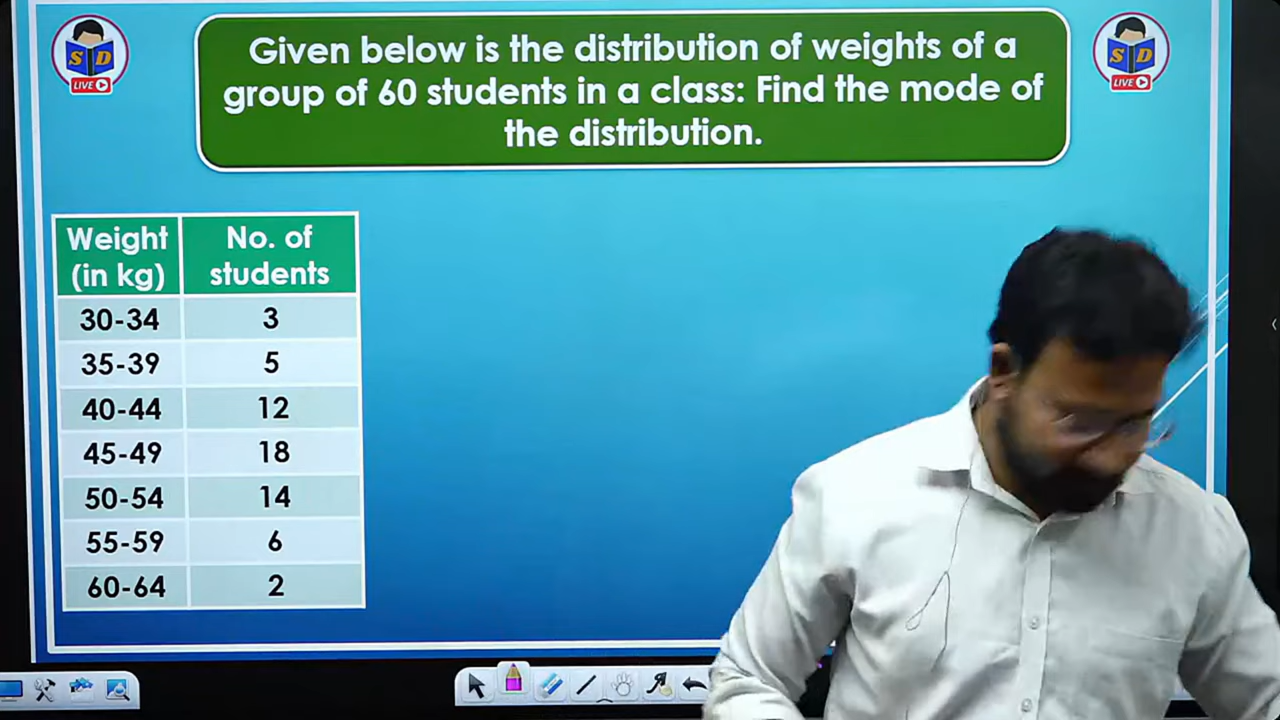 Given below is the distribution of weights of a
group of 60 students in a class: Find the mode of
the distribution.
S D
LIVE
S D
LIVE
Weight (in kg) No. of students
30-34 3
35-39 5
40-44 12
45-49 18
50-54 14
55-59 6
60-64 2